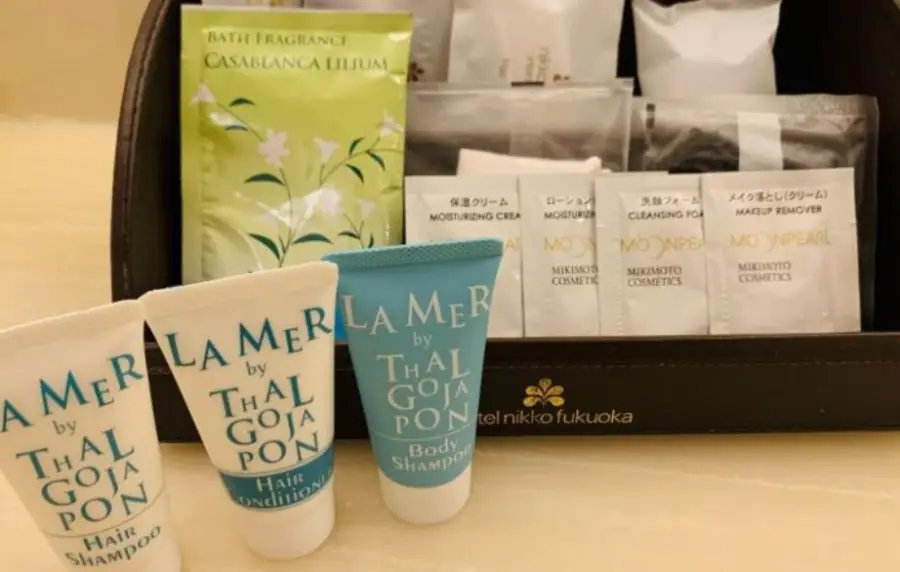 BATH FRAGRANCE
CASABLANCA LILIUM
保湿クリーム
MOISTURIZING CREA
ローション
MOISTURIZ
MOONPEARL
MIKIMOTO
COSMETICS
洗顔フォーム
CLEANSING FOA
MOONPEA
MIKIMOTO
COSMETICS
メイク落とし(クリーム)
MAKEUP REMOVER
MOONPEARL
MIKIMOTO
COSMETICS
tel nikko fukuoka
LA MER
by
THAL
GOJA
PON
Hair
Shampoo
LA MER
by
THAL
GOJA
PON
Hair
Conditioner
LA MER
by
THAL
GOJA
PON
Body
Shampoo